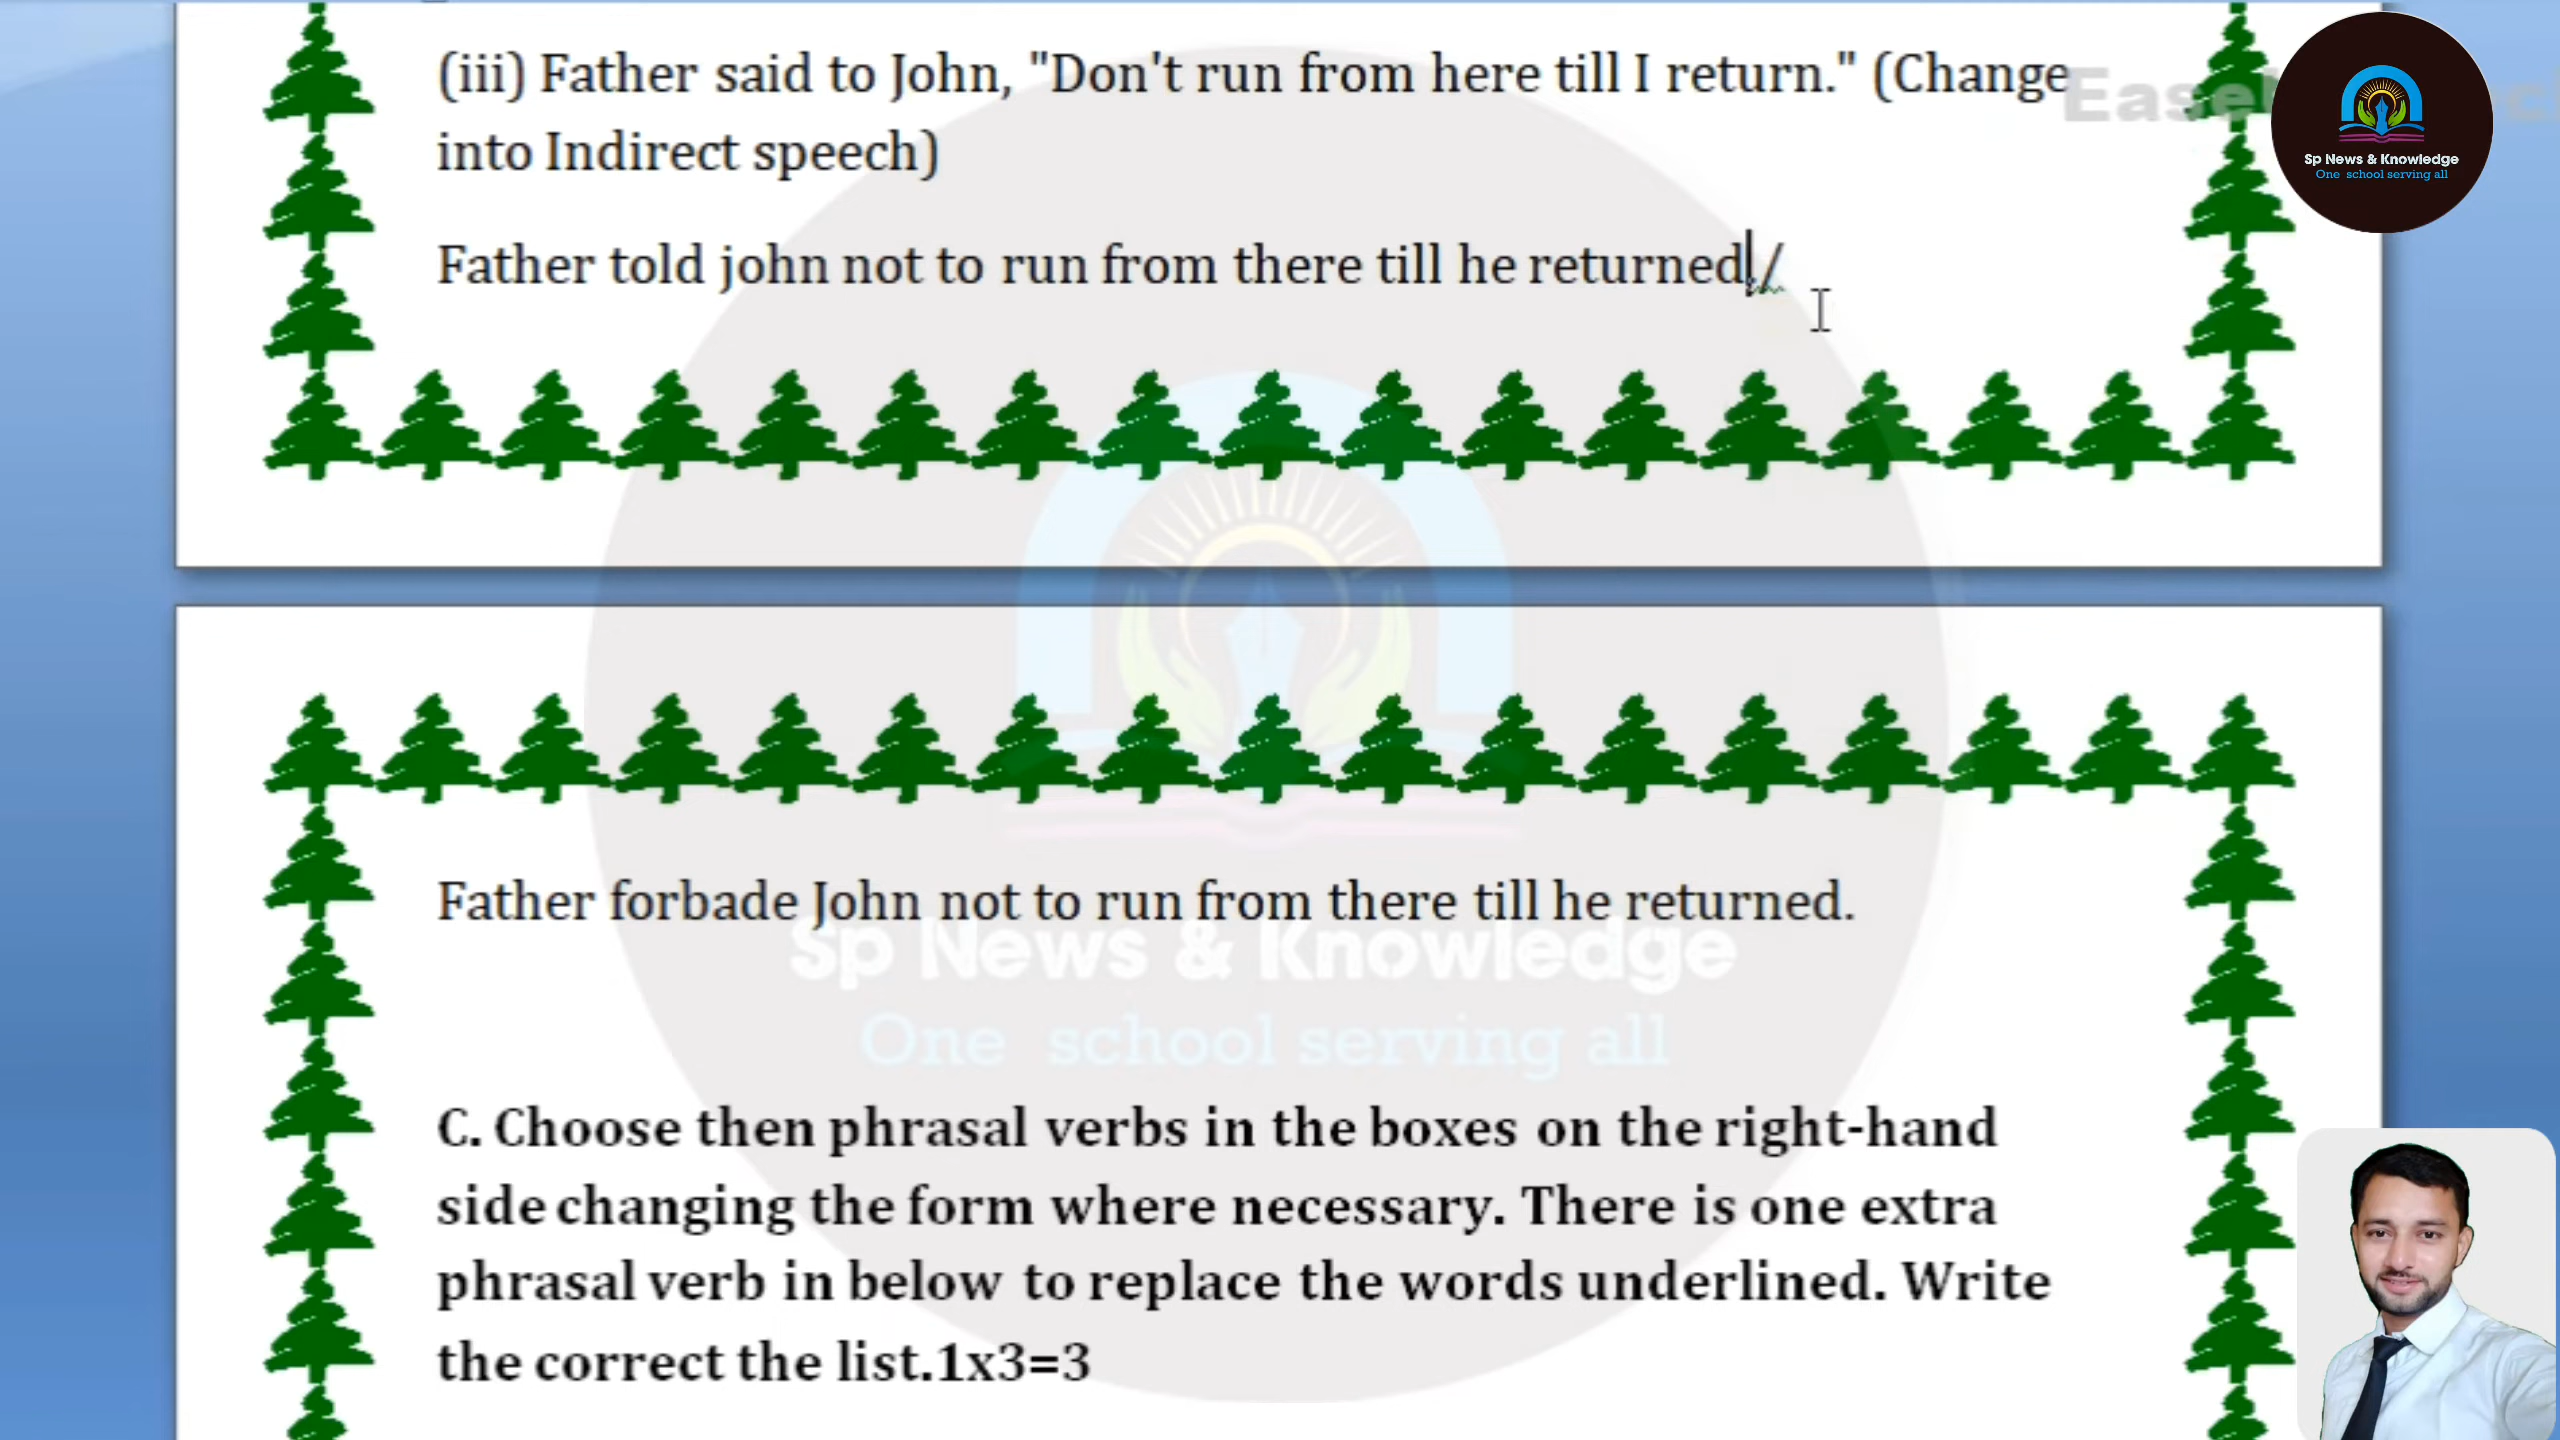 (iii) Father said to John, "Don't run from here till I return." (Change
into Indirect speech)
Father told john not to run from there till he returned./
Sp News & Knowledge
One school serving all
Father forbade John not to run from there till he returned.
Sp News & Knowledge
One school serving all
C. Choose then phrasal verbs in the boxes on the right-hand
side changing the form where necessary. There is one extra
phrasal verb in below to replace the words underlined. Write
the correct the list.1x3=3